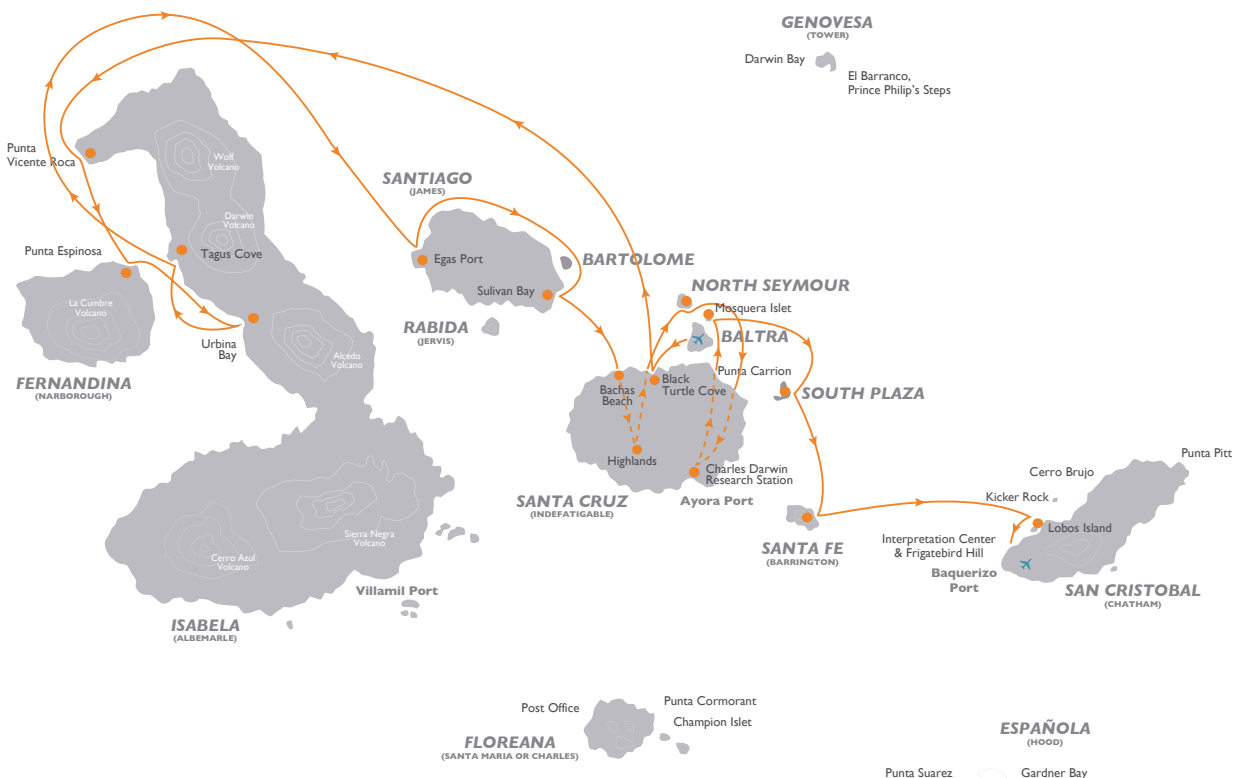 GENOVESA
(TOWER)
Darwin Bay
El Barranco,
Prince Philip's Steps
Punta
Vicente Roca
Wolf
Volcano
SANTIAGO
(JAMES)
Darwin
Volcano
Punta Espinosa
Tagus Cove
Egas Port
BARTOLOME
Sulivan Bay
NORTH SEYMOUR
Mosquera Islet
La Cumbre
Volcano
RABIDA
(JERVIS)
BALTRA
Urbina
Bay
Alcedo
Volcano
FERNANDINA
(NARBOROUGH)
Punta Carrion
Bachas
Beach
Black
Turtle Cove
SOUTH PLAZA
Highlands
Charles Darwin
Research Station
Ayora Port
SANTA CRUZ
(INDEFATIGABLE)
Punta Pitt
Cerro Brujo
Kicker Rock
Lobos Island
Interpretation Center
& Frigatebird Hill
SANTA FE
(BARRINGTON)
Baquerizo
Port
SAN CRISTOBAL
(CHATHAM)
Sierra Negra
Volcano
Cerro Azul
Volcano
Villamil Port
ISABELA
(ALBEMARLE)
Post Office
Punta Cormorant
Champion Islet
FLOREANA
(SANTA MARIA OR CHARLES)
ESPAÑOLA
(HOOD)
Punta Suarez
Gardner Bay